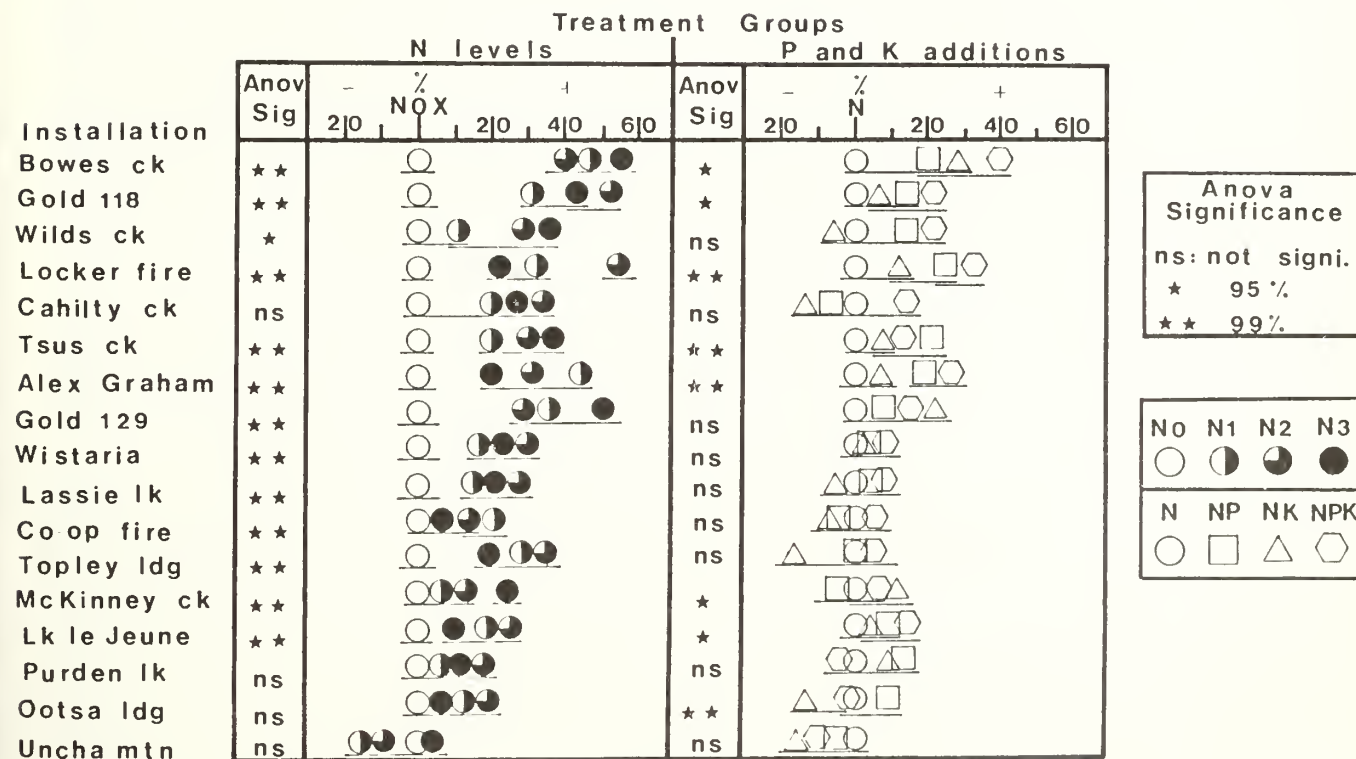 Treatment Groups
N levels P and K additions
Anov Sig - % + Anov Sig - % +
NOX N
Installation 20 20 40 60 20 20 40 60
Bowes ck ★★ ★
Gold 118 ★★ ★
Wilds ck ★ ns
Locker fire ★★ ★★
Cahilty ck ns ns
Tsus ck ★★ ★★
Alex Graham ★★ ★★
Gold 129 ★★ ns
Wistaria ★★ ns
Lassie lk ★★ ns
Co-op fire ★★ ns
Topley ldg ★★ ns
McKinney ck ★★ ★
Lk le Jeune ★★ ★
Purden lk ns ns
Ootsa ldg ns ★★
Uncha mtn ns ns
Anova
Significance
ns: not signi.
★ 95 %
★★ 99%
N0 N1 N2 N3
N NP NK NPK